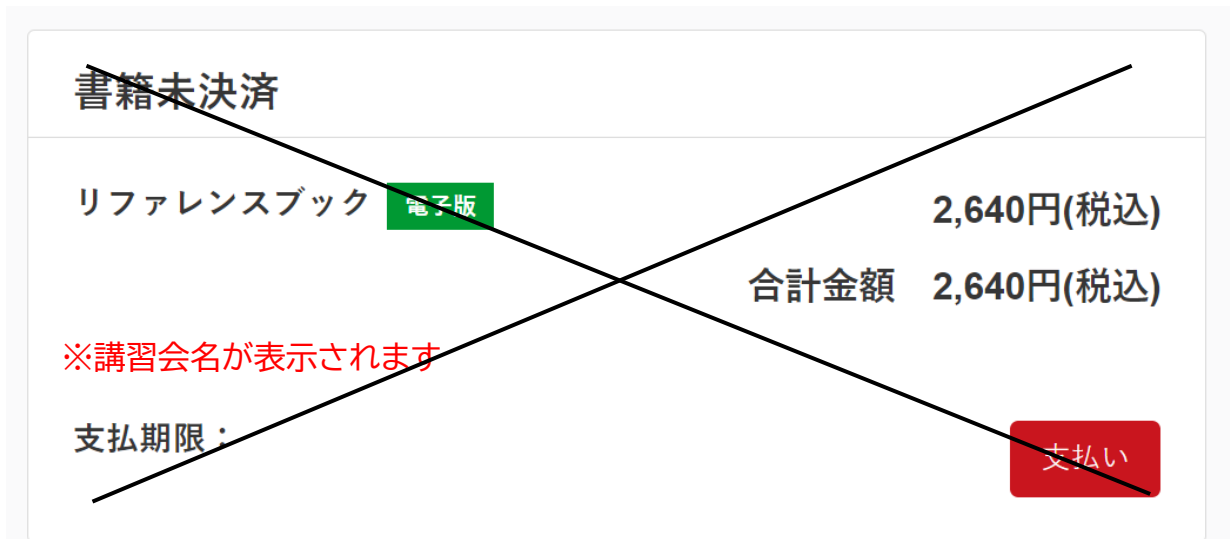 書籍未決済
リファレンスブック 電子版 2,640円(税込)
合計金額 2,640円(税込)
※講習会名が表示されます
支払期限：
支払い